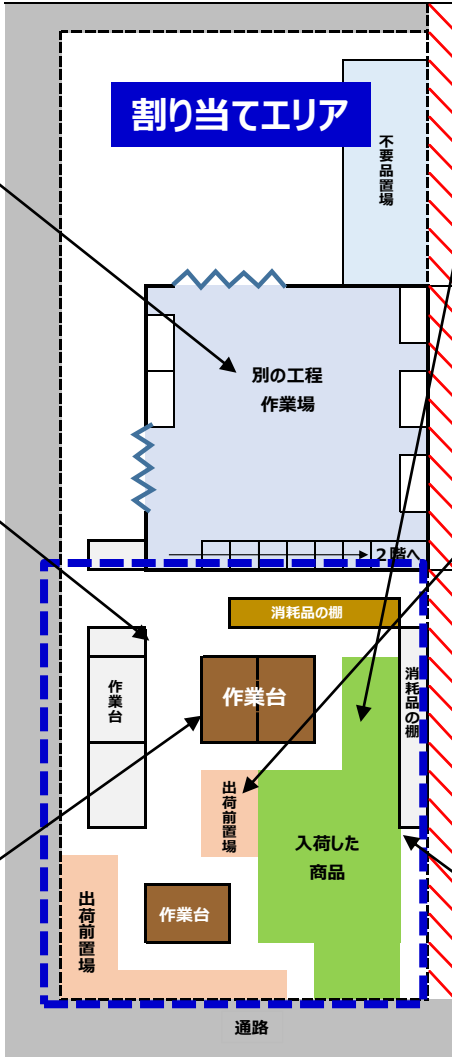 割り当てエリア
不要品置場
別の工程
作業場
2階へ
消耗品の棚
作業台
作業台
消耗品の棚
出荷前置場
入荷した
商品
出荷前置場
作業台
通路